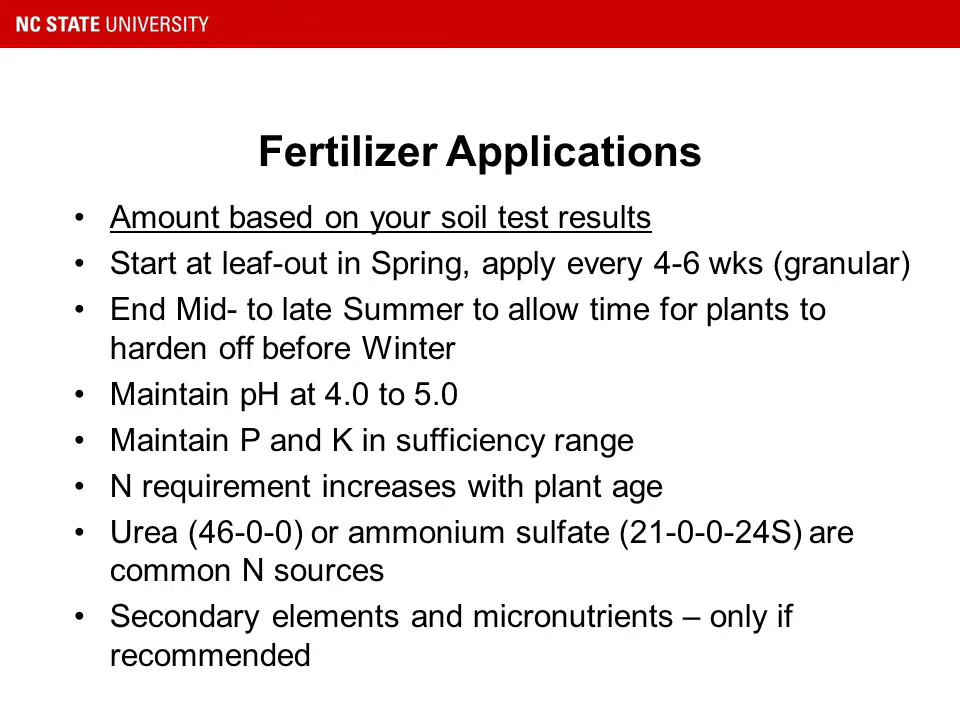 NC STATE UNIVERSITY
Fertilizer Applications
• Amount based on your soil test results
• Start at leaf-out in Spring, apply every 4-6 wks (granular)
• End Mid- to late Summer to allow time for plants to
harden off before Winter
• Maintain pH at 4.0 to 5.0
• Maintain P and K in sufficiency range
• N requirement increases with plant age
• Urea (46-0-0) or ammonium sulfate (21-0-0-24S) are
common N sources
• Secondary elements and micronutrients – only if
recommended